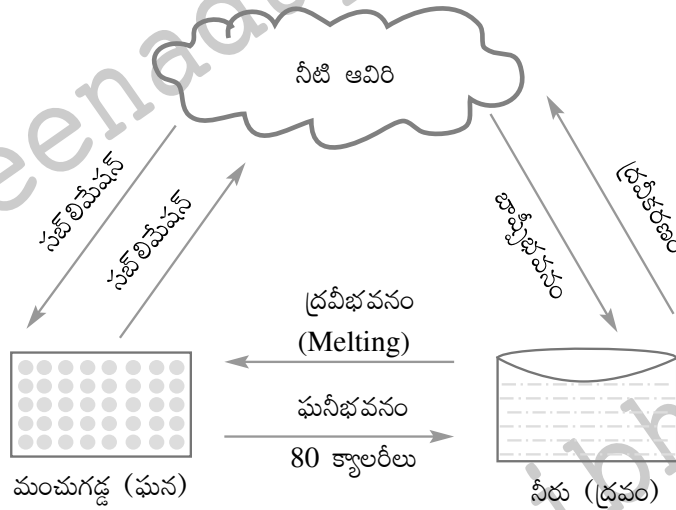 నీటి ఆవిరి
సబ్‌లిమేషన్
సబ్‌లిమేషన్
బాష్పీభవనం
ద్రవీకరణం
ద్రవీభవనం
(Melting)
ఘనీభవనం
80 క్యాలరీలు
మంచుగడ్డ (ఘన)
నీరు (ద్రవం)